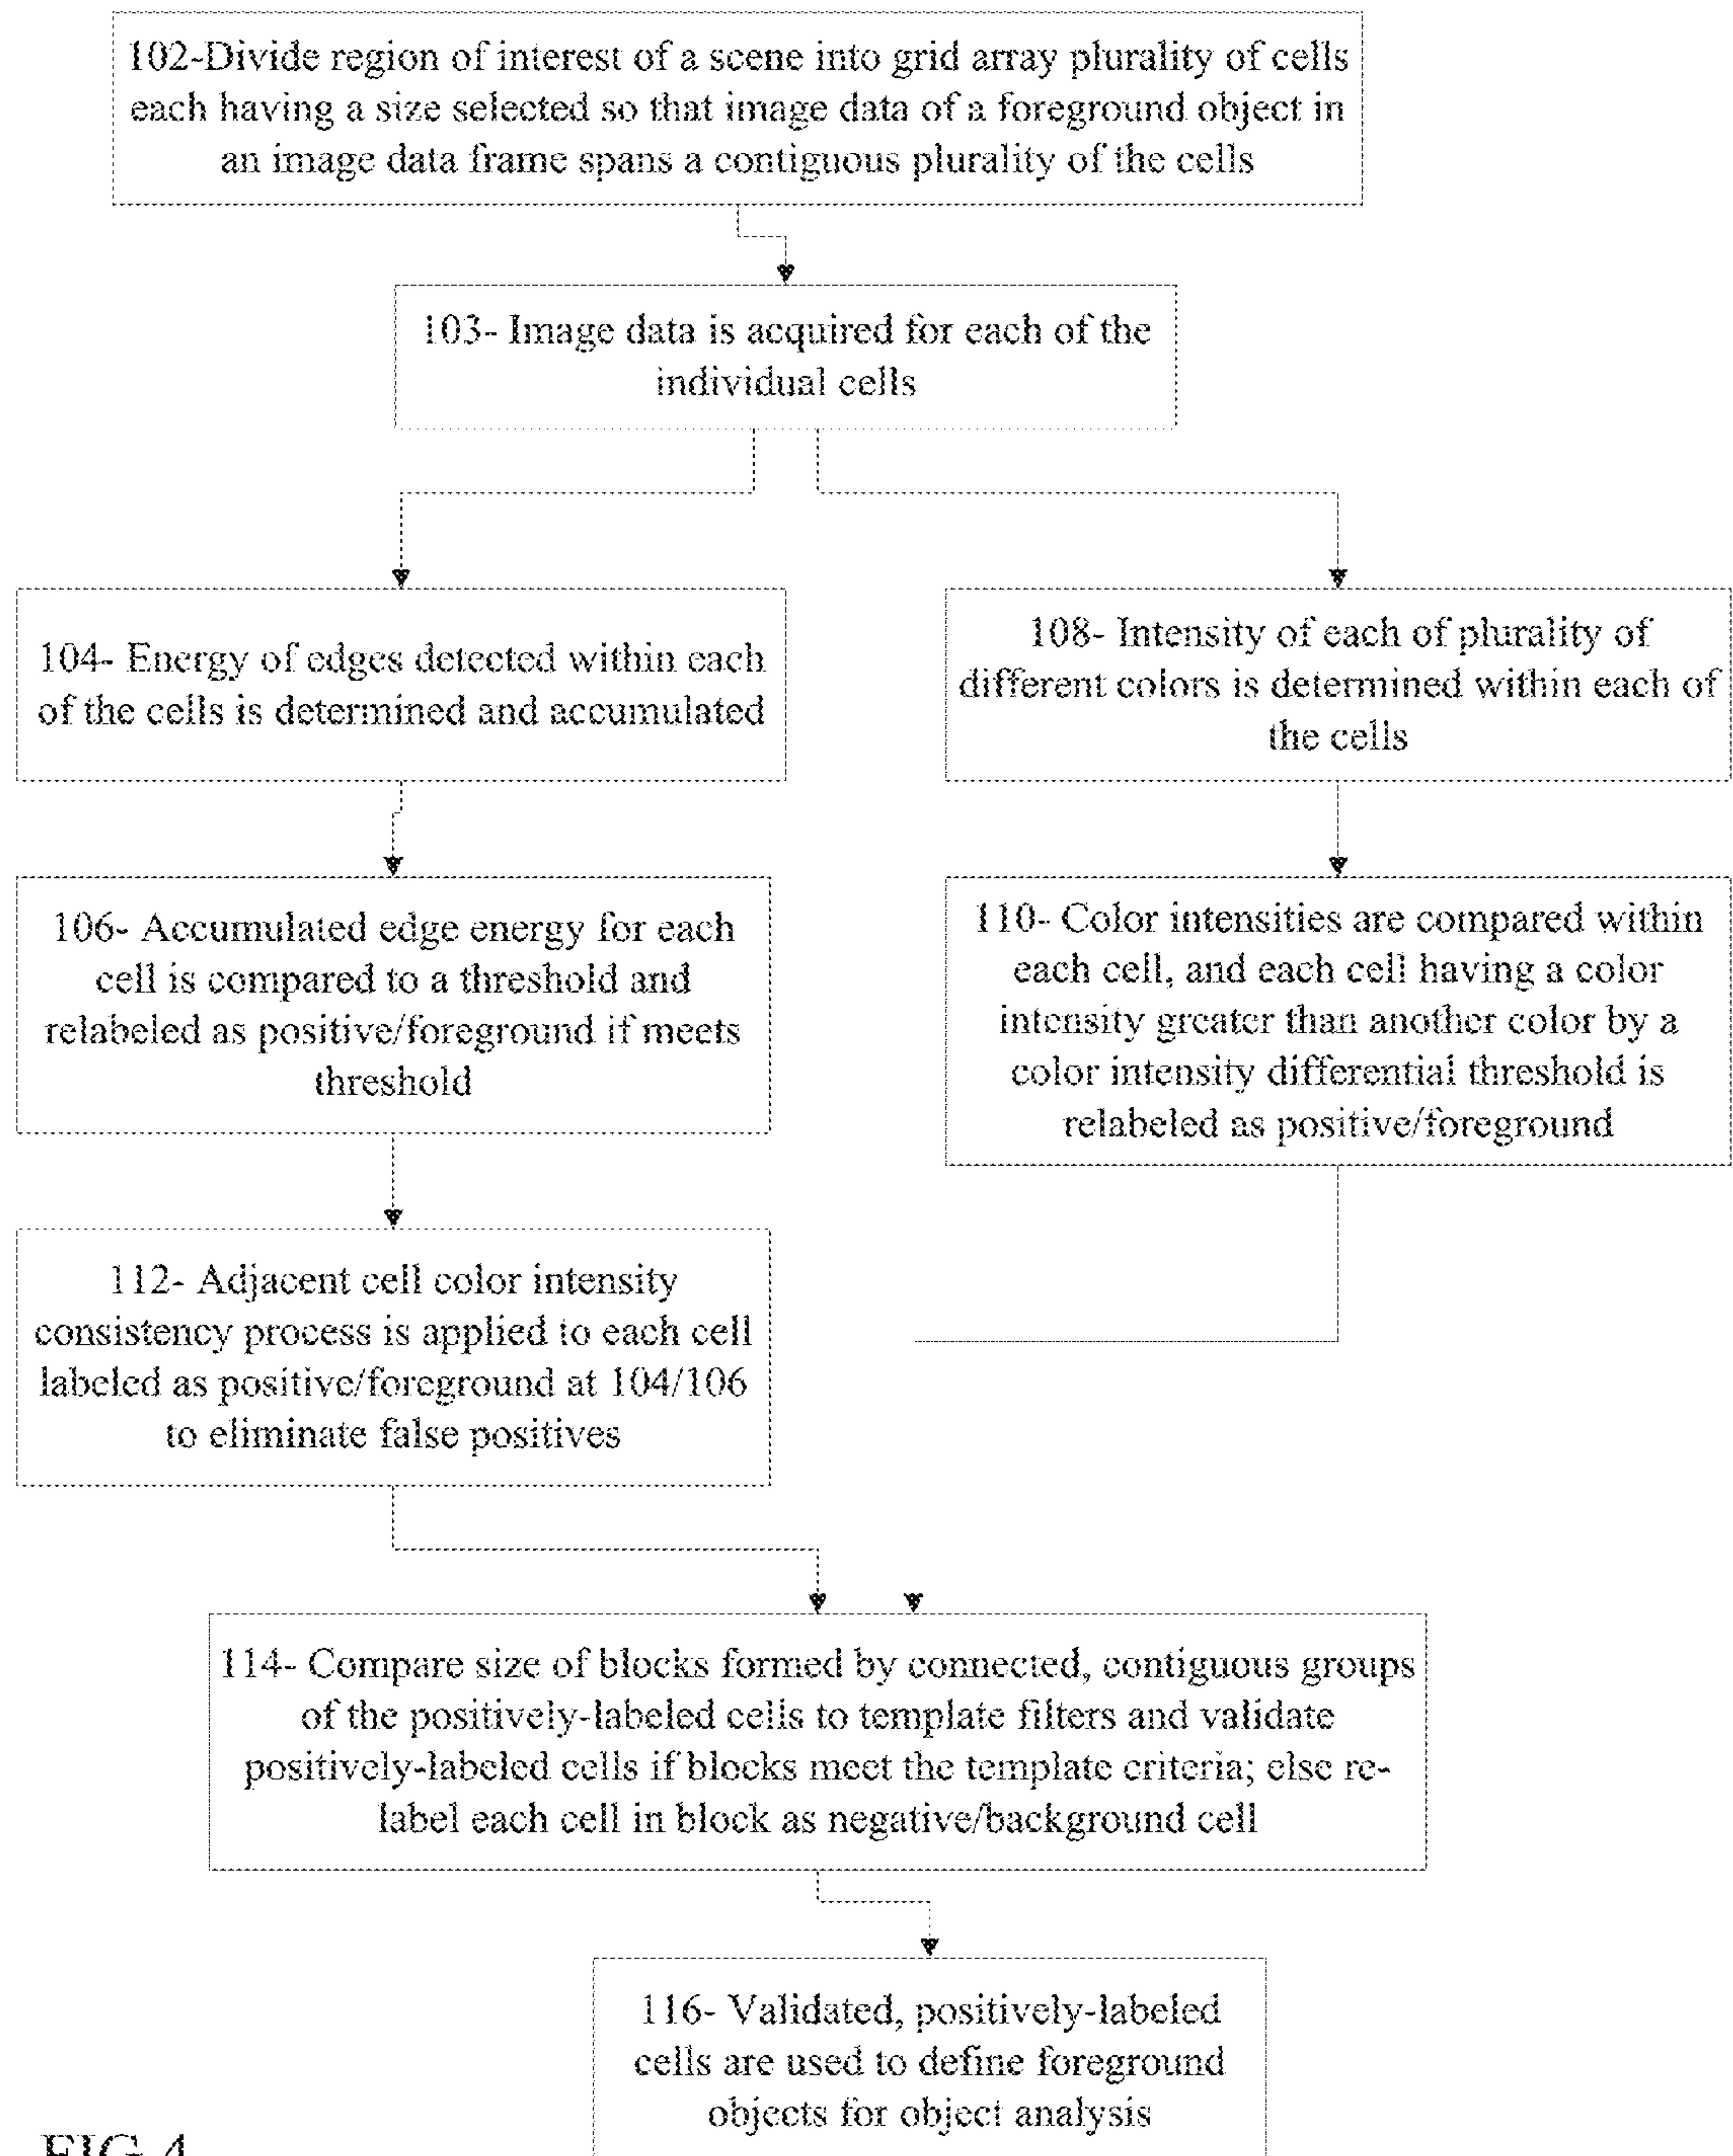 102-Divide region of interest of a scene into grid array plurality of cells
each having a size selected so that image data of a foreground object in
an image data frame spans a contiguous plurality of the cells
103- Image data is acquired for each of the
individual cells
104- Energy of edges detected within each
of the cells is determined and accumulated
108- Intensity of each of plurality of
different colors is determined within each of
the cells
106- Accumulated edge energy for each
cell is compared to a threshold and
relabeled as positive/foreground if meets
threshold
110- Color intensities are compared within
each cell, and each cell having a color
intensity greater than another color by a
color intensity differential threshold is
relabeled as positive/foreground
112- Adjacent cell color intensity
consistency process is applied to each cell
labeled as positive/foreground at 104/106
to eliminate false positives
114- Compare size of blocks formed by connected, contiguous groups
of the positively-labeled cells to template filters and validate
positively-labeled cells if blocks meet the template criteria; else re-
label each cell in block as negative/background cell
116- Validated, positively-labeled
cells are used to define foreground
objects for object analysis
FIG 4